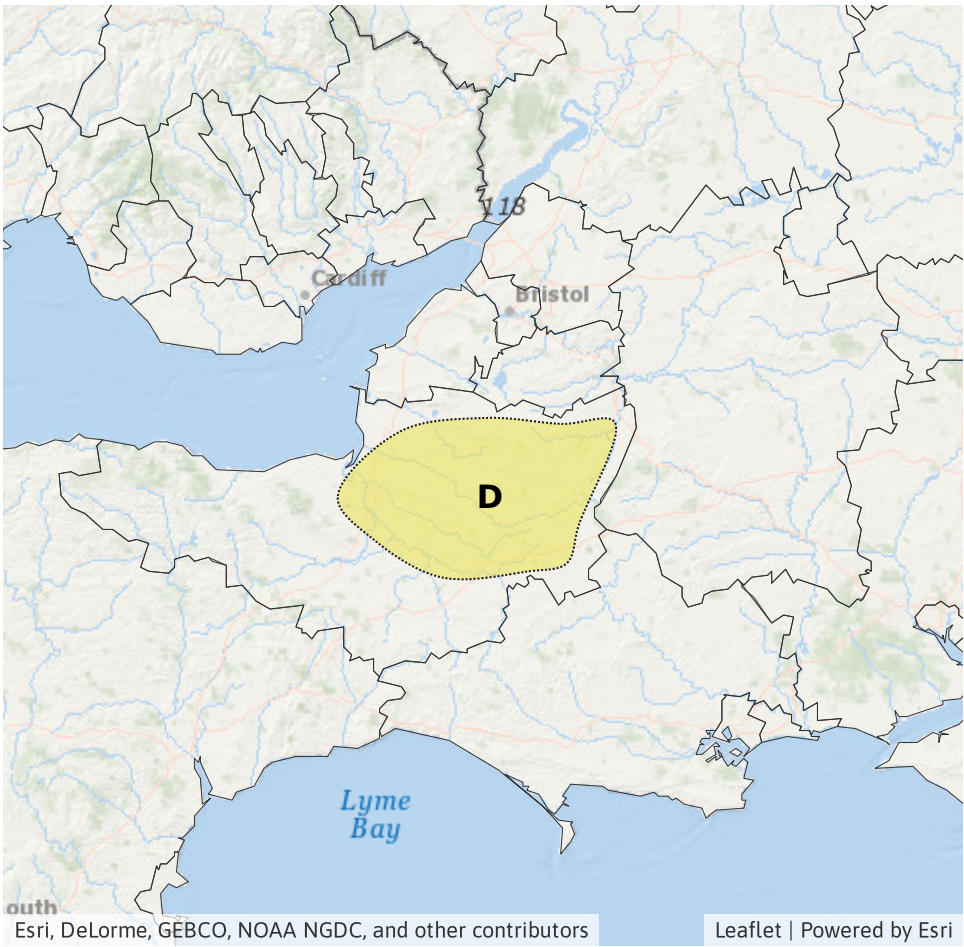 118
Cardiff
Bristol
D
Lyme
Bay
outh
Esri, DeLorme, GEBCO, NOAA NGDC, and other contributors
Leaflet | Powered by Esri